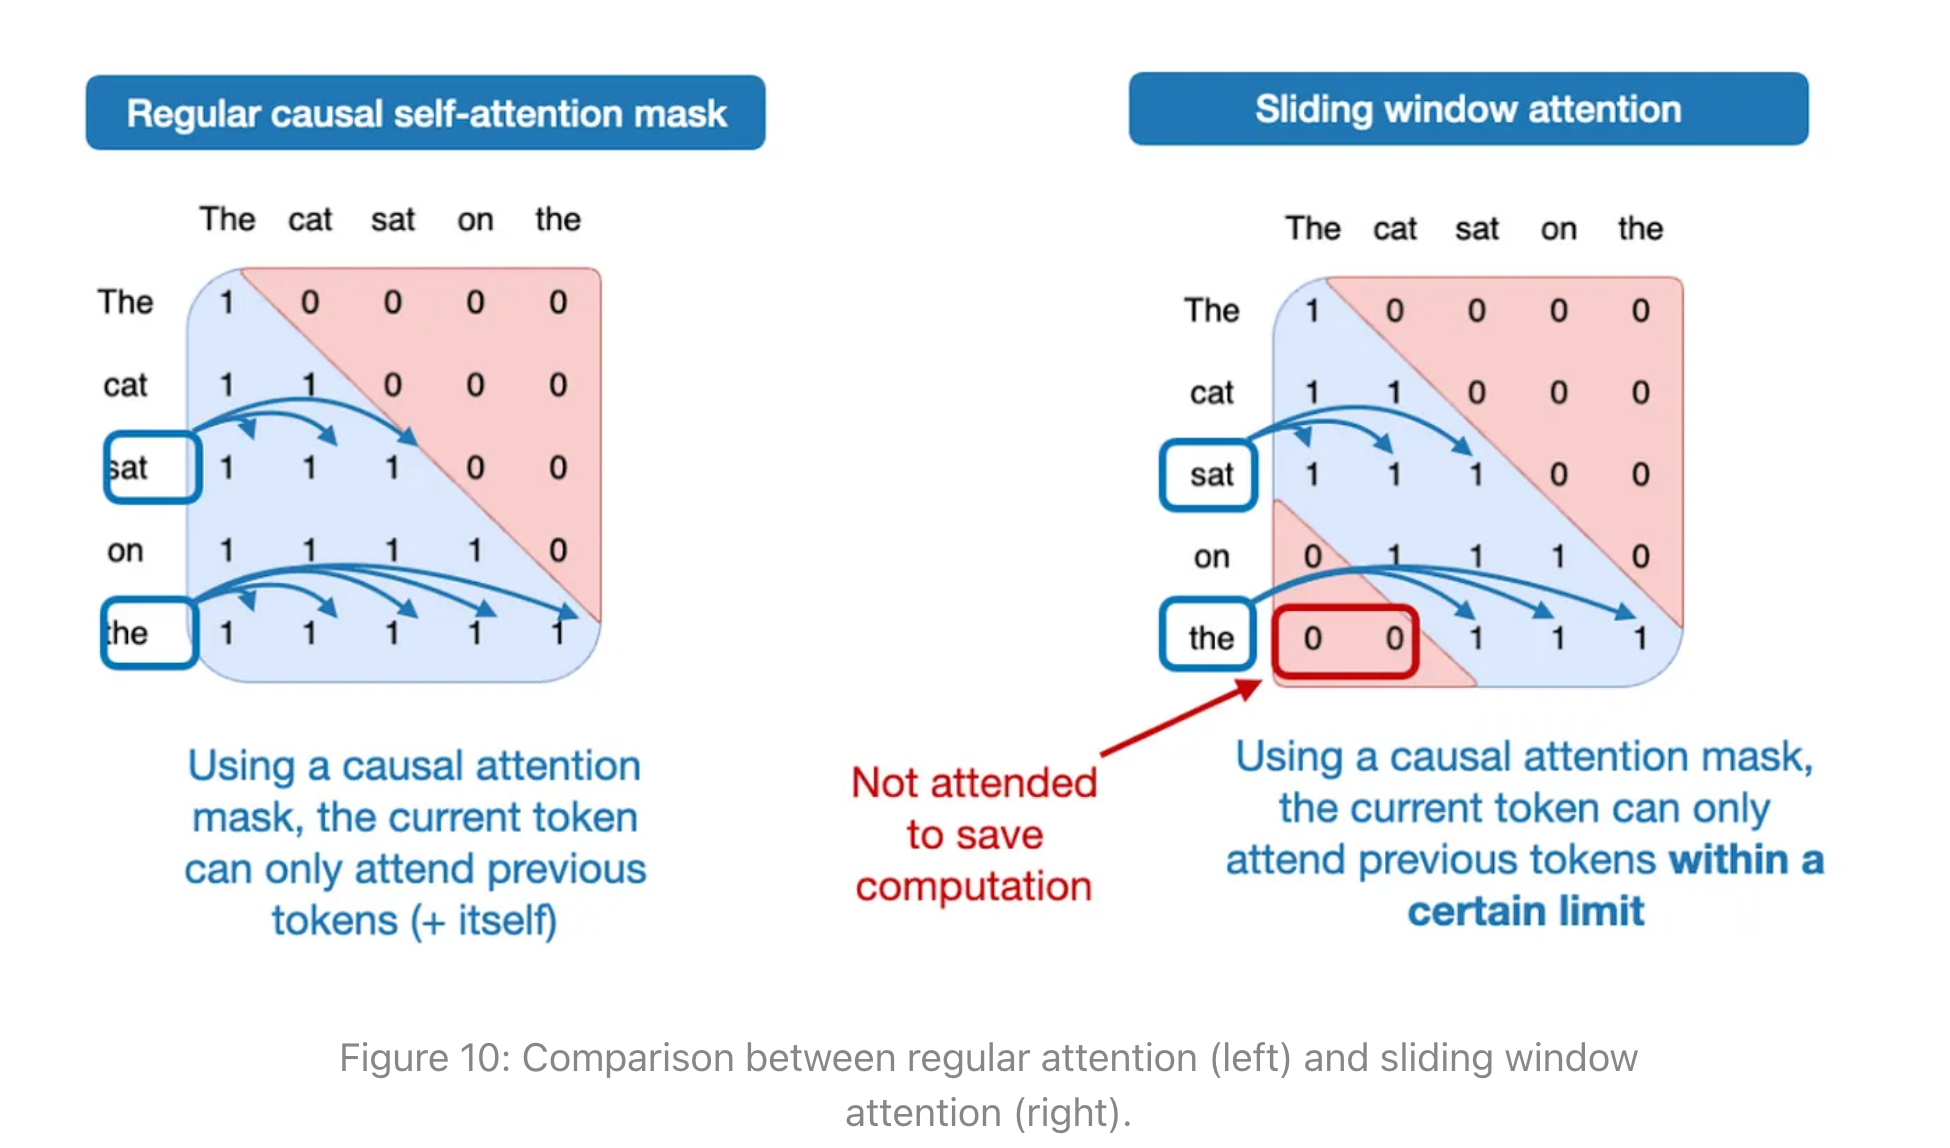 Regular causal self-attention mask
The cat sat on the
The 1 0 0 0 0
cat 1 1 0 0 0
sat 1 1 1 0 0
on 1 1 1 1 0
the 1 1 1 1 1
Using a causal attention
mask, the current token
can only attend previous
tokens (+ itself)
Sliding window attention
The cat sat on the
The 1 0 0 0 0
cat 1 1 0 0 0
sat 1 1 1 0 0
on 0 1 1 1 0
the 0 0 1 1 1
Not attended
to save
computation
Using a causal attention mask,
the current token can only
attend previous tokens within a
certain limit
Figure 10: Comparison between regular attention (left) and sliding window
attention (right).